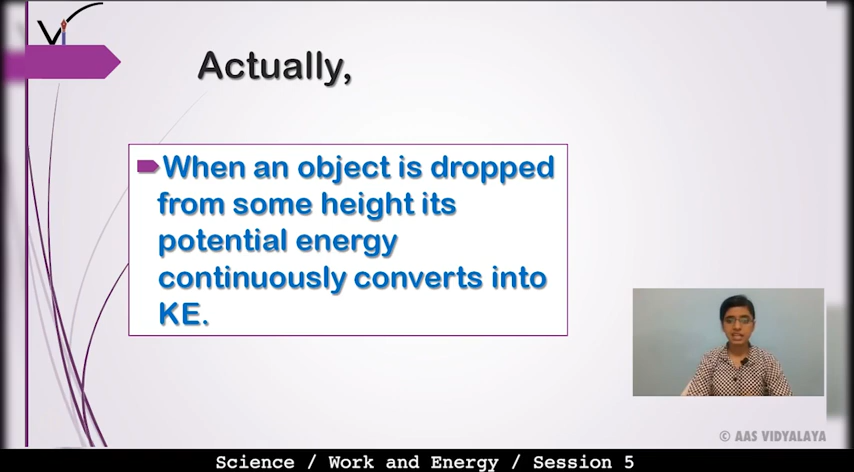 Vi
Actually,
When an object is dropped
from some height its
potential energy
continuously converts into
KE.
© AAS VIDYALAYA
Science / Work and Energy / Session 5